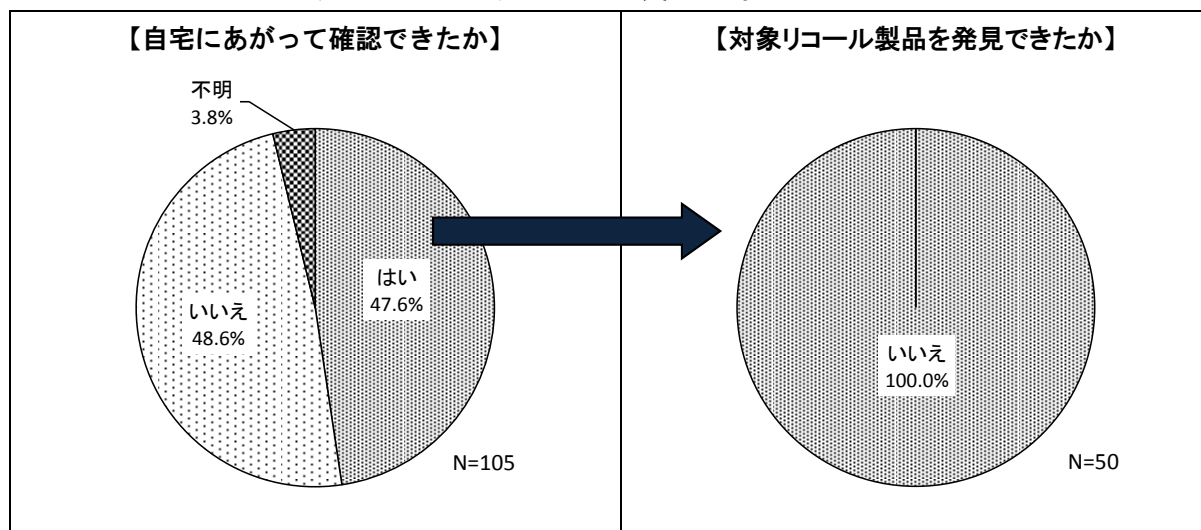 【自宅にあがって確認できたか】
不明
3.8%
はい
47.6%
いいえ
48.6%
N=105
【対象リコール製品を発見できたか】
いいえ
100.0%
N=50